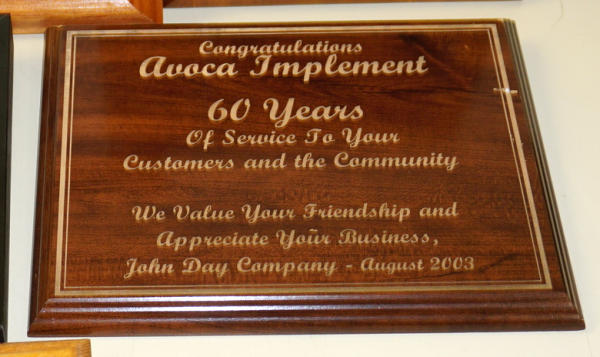 Congratulations
Avoca Implement
60 Years
Of Service To Your
Customers and the Community
We Value Your Friendship and
Appreciate Your Business,
John Day Company - August 2003